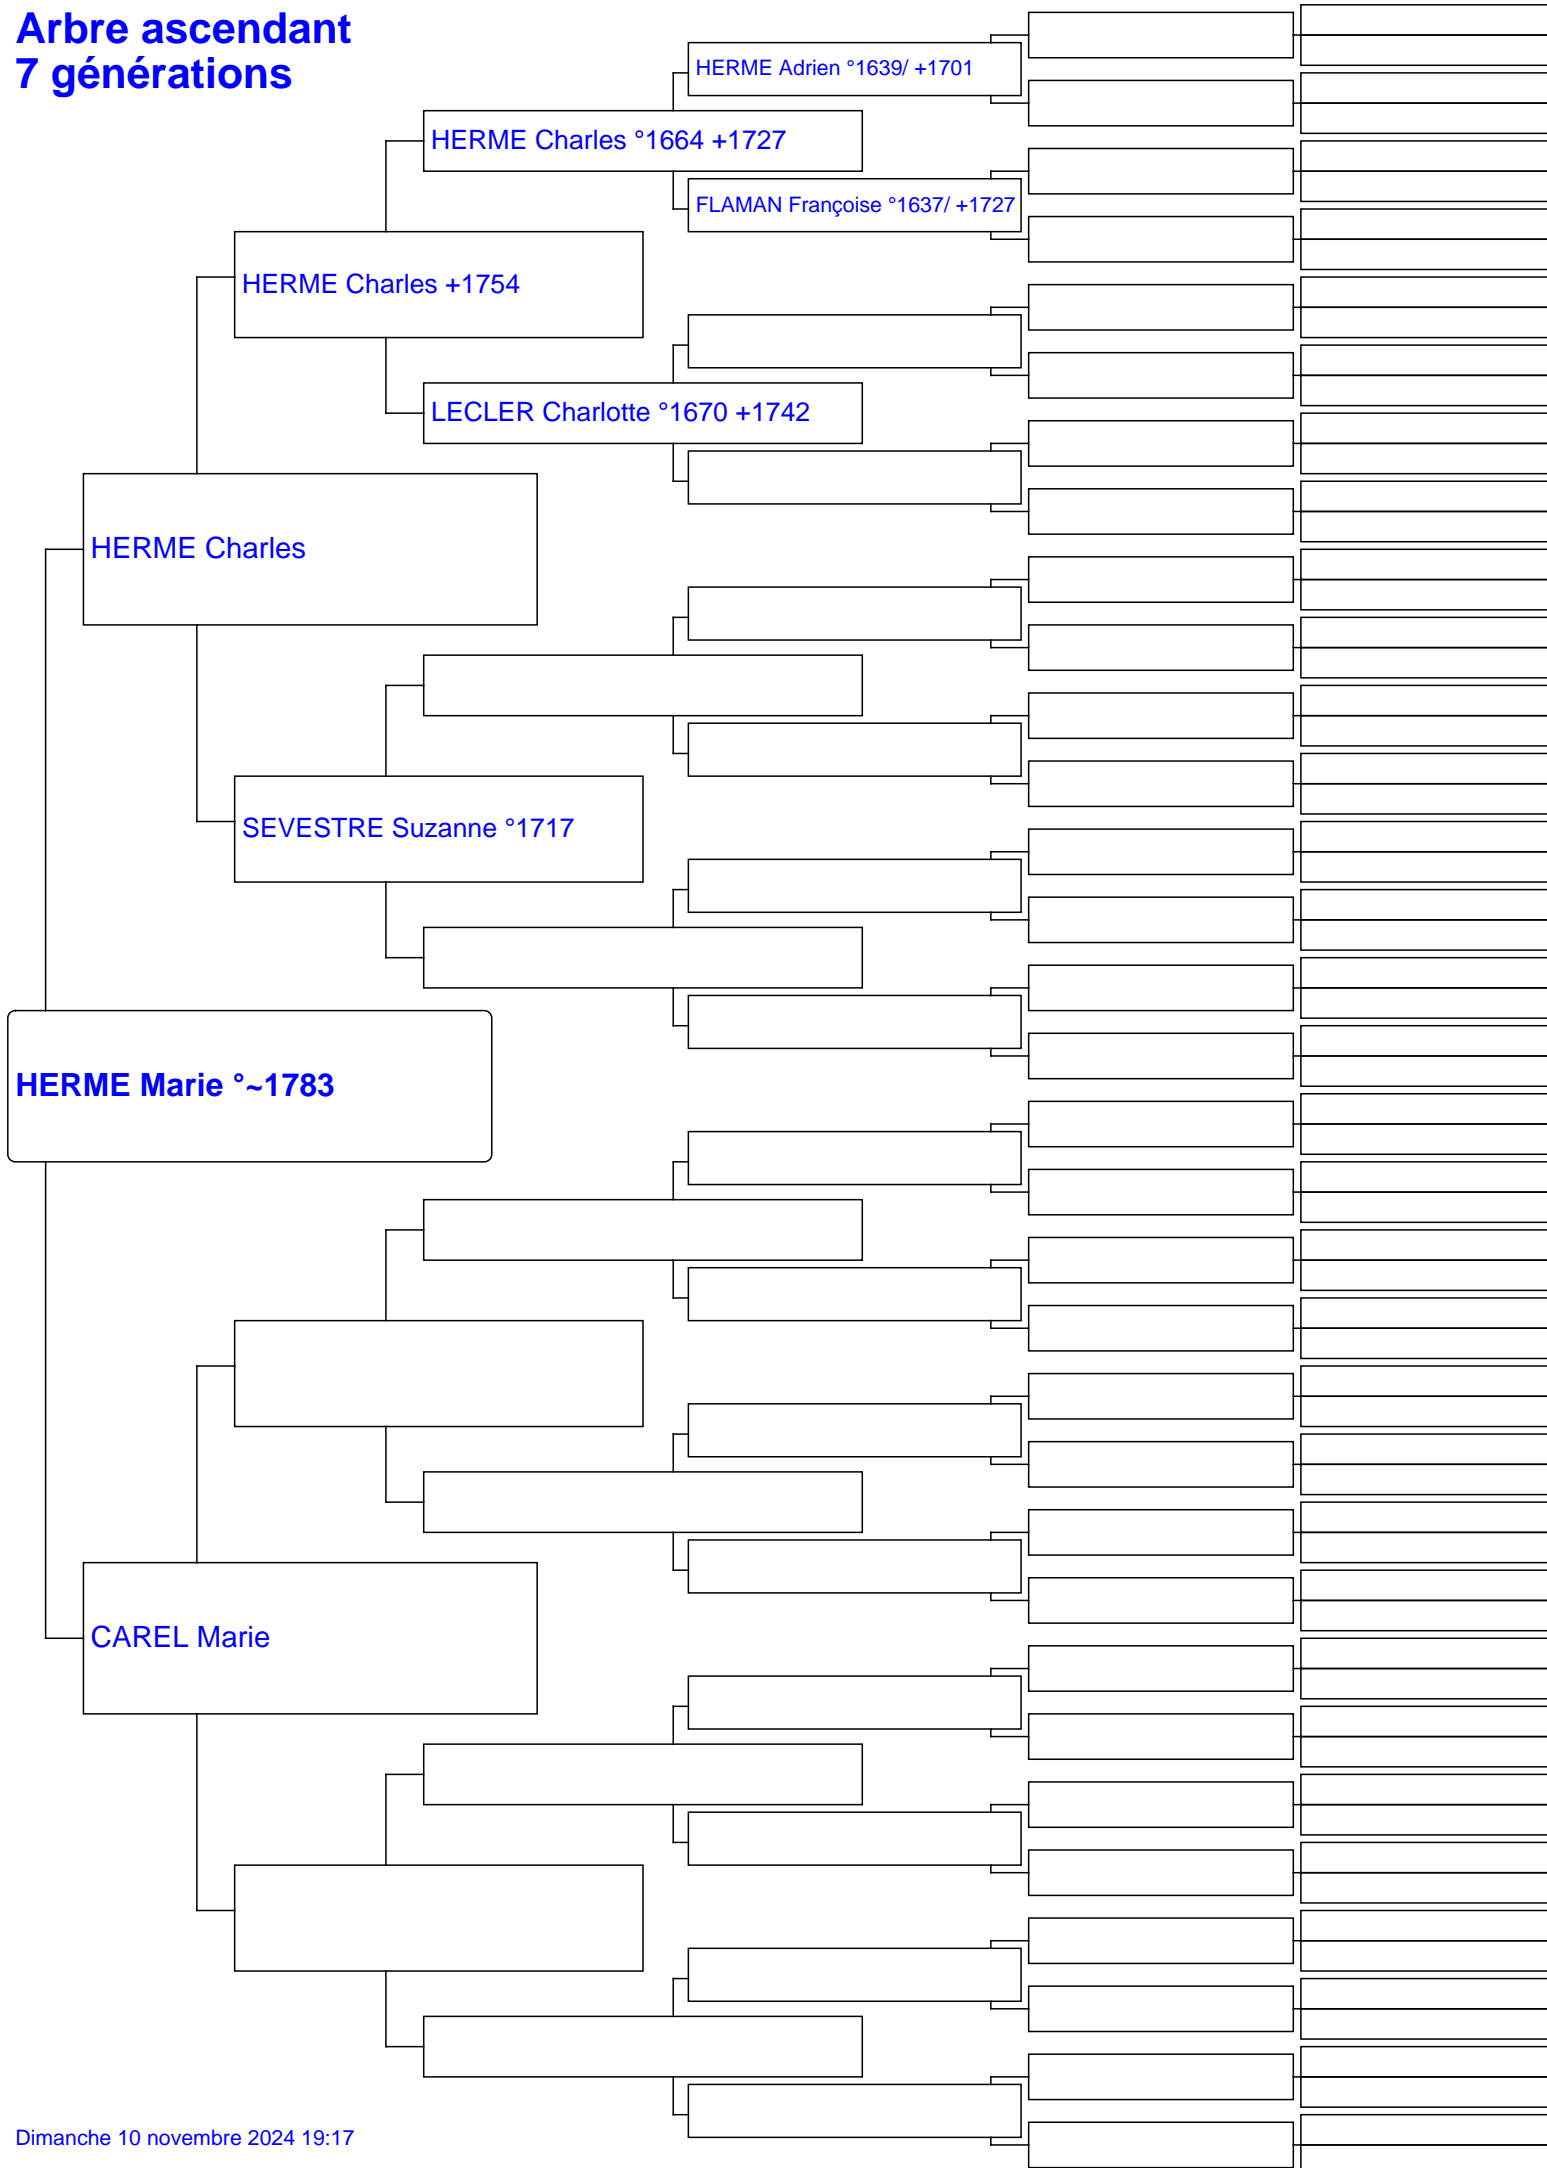 Arbre ascendant
7 générations
HERME Adrien °1639/ +1701
HERME Charles °1664 +1727
FLAMAN Françoise °1637/ +1727
HERME Charles +1754
LECLER Charlotte °1670 +1742
HERME Charles
SEVESTRE Suzanne °1717
HERME Marie °~1783
CAREL Marie
Dimanche 10 novembre 2024 19:17